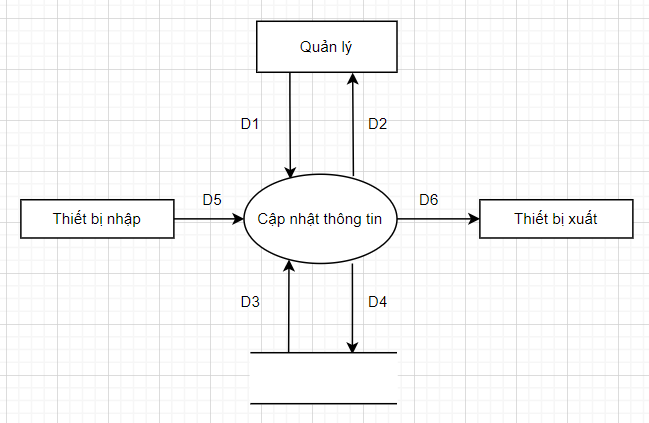 Quản lý
D1
D2
D5
D6
Thiết bị nhập
Cập nhật thông tin
Thiết bị xuất
D3
D4